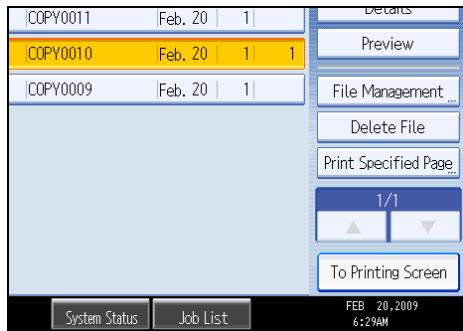 COPY0011 Feb. 20 1
Details
COPY0010 Feb. 20 1 1
Preview
COPY0009 Feb. 20 1
File Management
Delete File
Print Specified Page
1/1
To Printing Screen
System Status Job List
FEB 20,2009
6:29AM